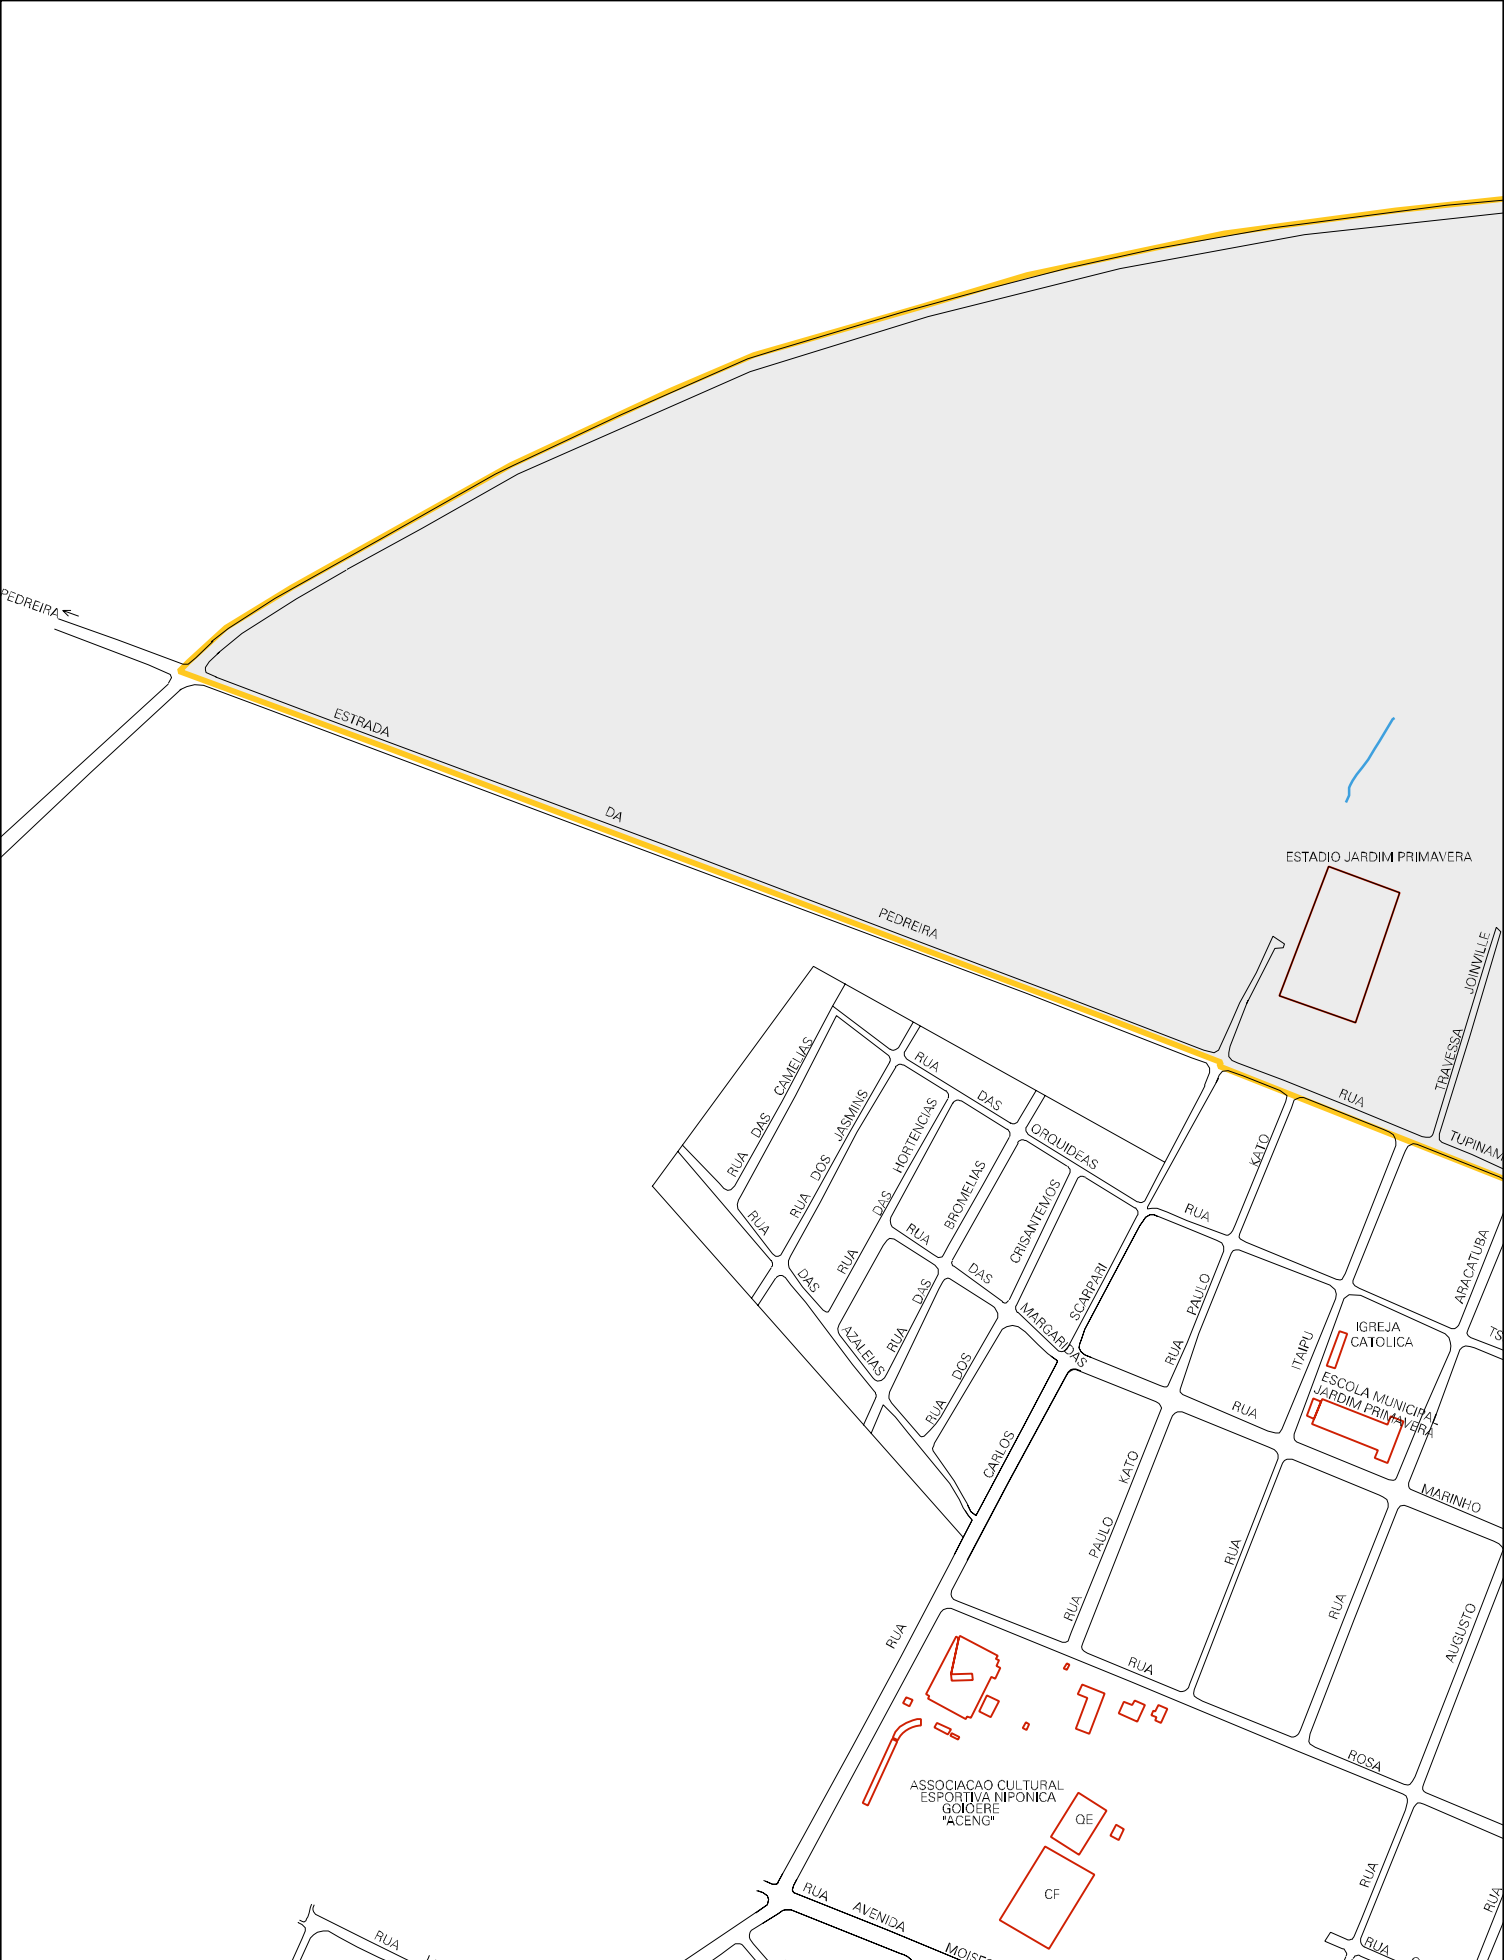 PEDREIRA
ESTRADA
DA
PEDREIRA
ESTADIO JARDIM PRIMAVERA
TRAVESSA JOINVILLE
RUA
RUA DAS CAMELIAS
RUA DOS JASMINS
RUA DAS HORTENCIAS
RUA DAS BROMELIAS
RUA DOS CRISANTEMOS
RUA DAS ORQUIDEAS
RUA DAS MARGARIDAS
RUA DAS AZALEIAS
RUA CARLOS SCARPARI
KATO
RUA PAULO
RUA
ITAIPU
ARACATUBA
IGREJA
CATOLICA
ESCOLA MUNICIPAL
JARDIM PRIMAVERA
RUA
MARINHO
RUA PAULO KATO
RUA
RUA
AUGUSTO
RUA
ROSA
ASSOCIACAO CULTURAL
ESPORTIVA NIPONICA
GOIOERE
"ACENG"
QE
CF
RUA
RUA
RUA
RUA
AVENIDA
RUA